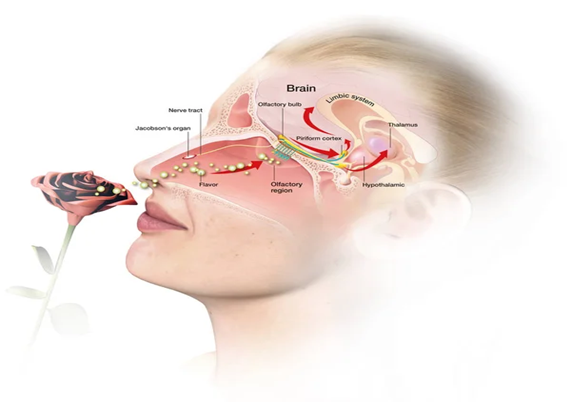 Brain
Limbic system
Olfactory bulb
Nerve tract
Thalamus
Jacobson's organ
Piriform cortex
Flavor
Olfactory
region
Hypothalamic